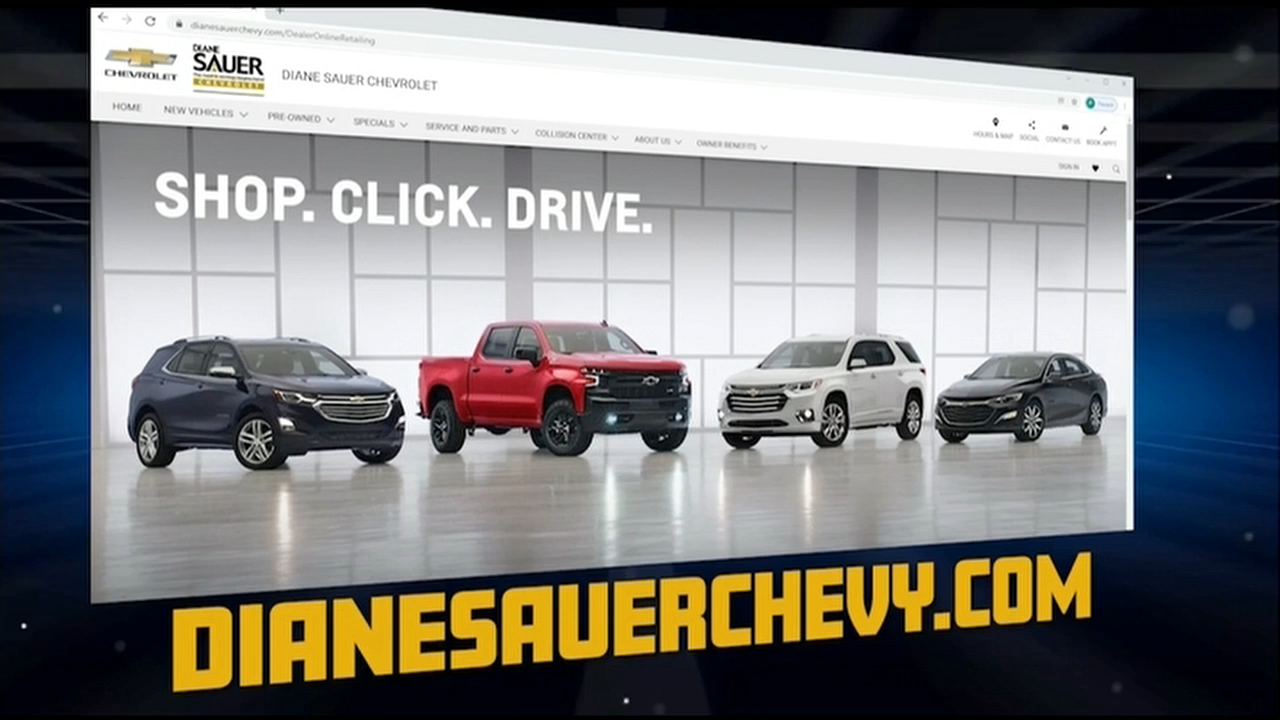 dianesauerchevy.com/DealerOnlineRetailing
CHEVROLET
DIANE
SAUER
CHEVROLET
DIANE SAUER CHEVROLET
HOME NEW VEHICLES PRE-OWNED SPECIALS SERVICE AND PARTS COLLISION CENTER ABOUT US OWNER BENEFITS
HOURS & MAP SOCIAL CONTACT US BOOK APPT
SIGN IN
SHOP. CLICK. DRIVE.
DIANESAUERCHEVY.COM